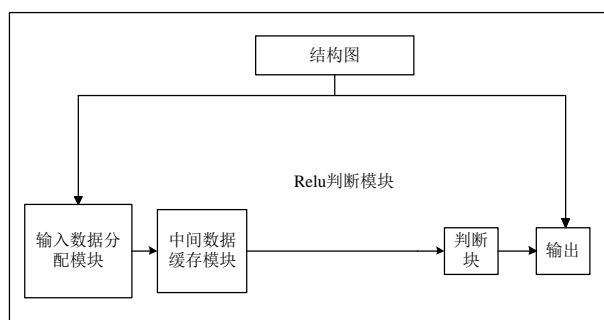 结构图
Relu判断模块
输入数据分
配模块
中间数据
缓存模块
判断
块
输出